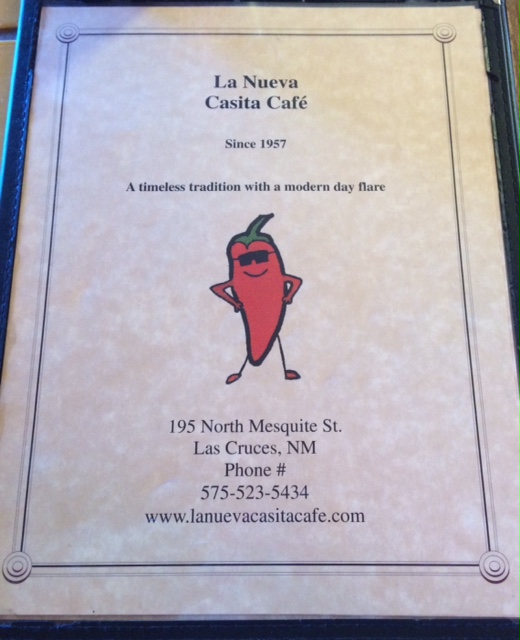 La Nueva
Casita Café
Since 1957
A timeless tradition with a modern day flare
195 North Mesquite St.
Las Cruces, NM
Phone #
575-523-5434
www.lanuevacasitacafe.com